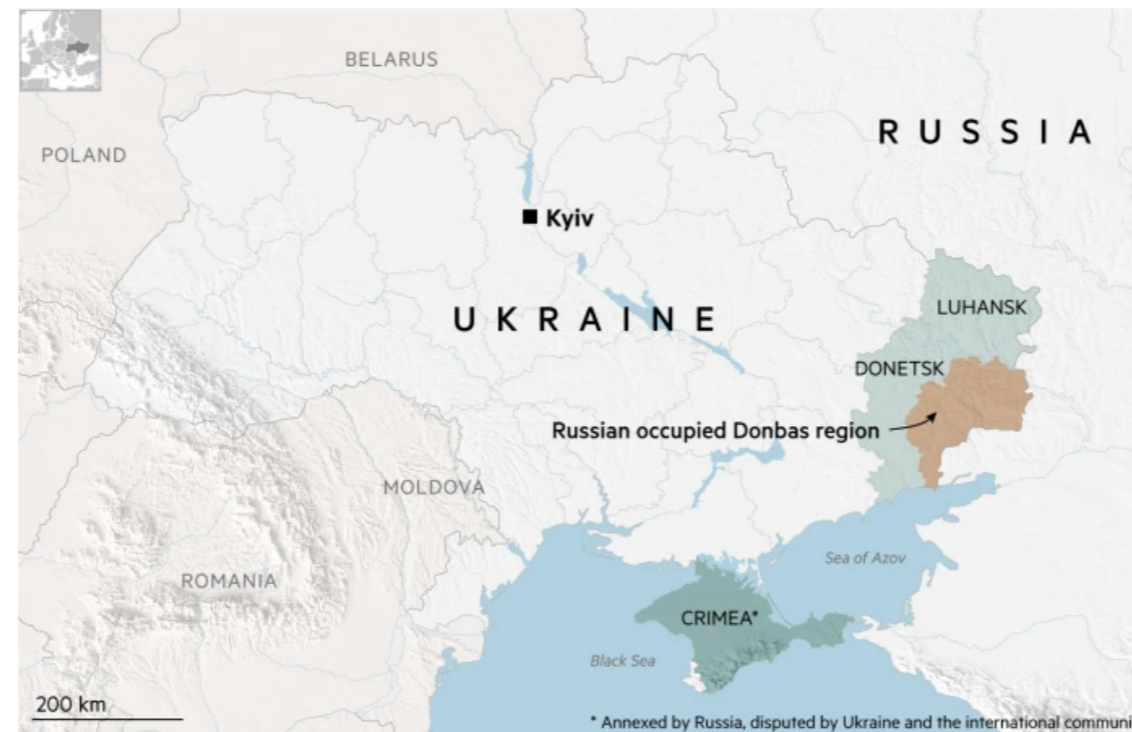 BELARUS
RUSSIA
POLAND
Kyiv
LUHANSK
UKRAINE
DONETSK
Russian occupied Donbas region
MOLDOVA
Sea of Azov
ROMANIA
CRIMEA*
Black Sea
200 km
* Annexed by Russia, disputed by Ukraine and the international communi